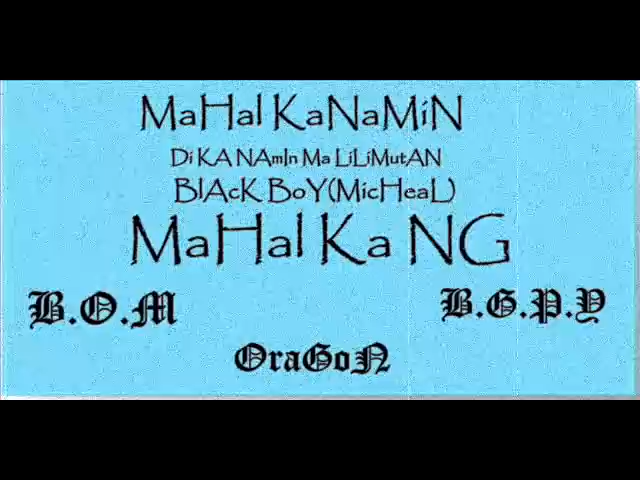 MaHal KaNaMiN
Di KA NAmIn Ma LiLiMutAN
BlAcK BoY(MicHeaL)
MaHal Ka NG
B.O.M
B.G.P.Y
OraGoN